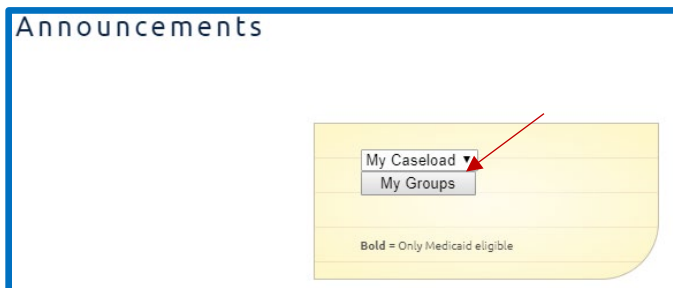 Announcements
My Caseload
My Groups
Bold = Only Medicaid eligible